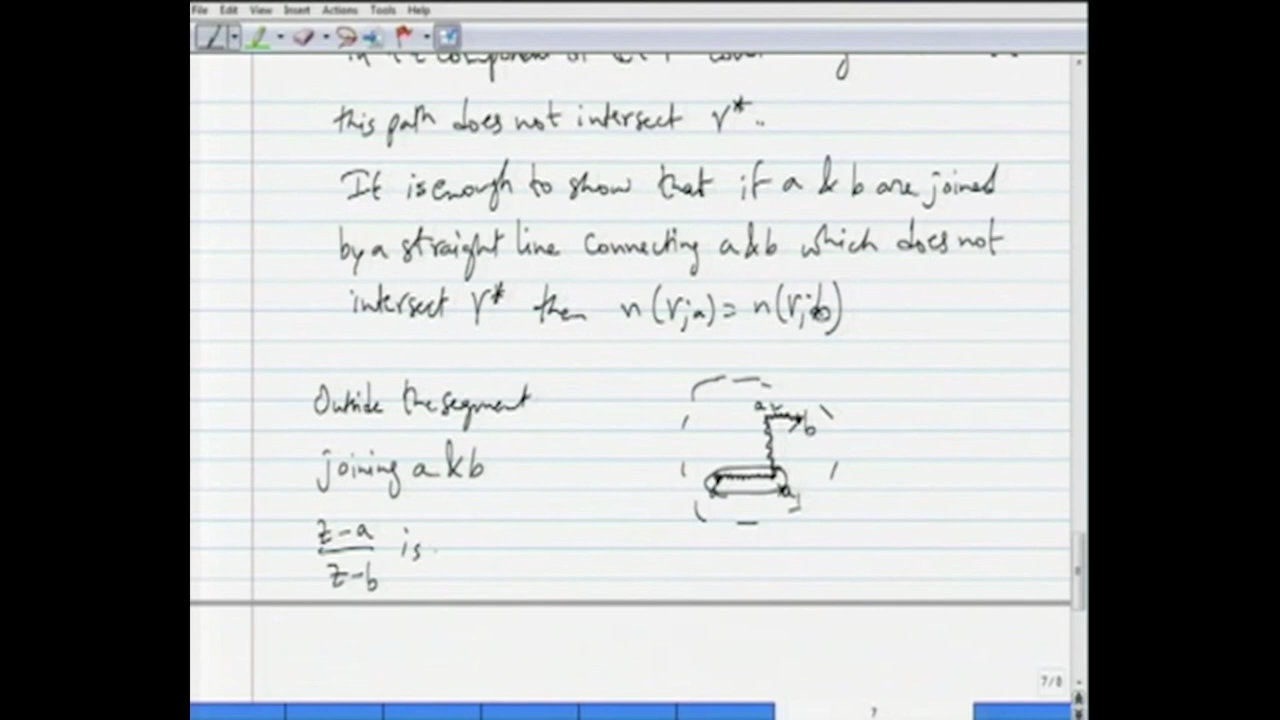 File Edit View Insert Actions Tools Help
this path does not intersect γ*..
It is enough to show that if a & b are joined
by a straight line connecting a & b which does not
intersect γ* then n(γ;a) = n(γ;b)
Outside the segment
joining a & b
z-a
z-b
is
a
b
a
7/8
7